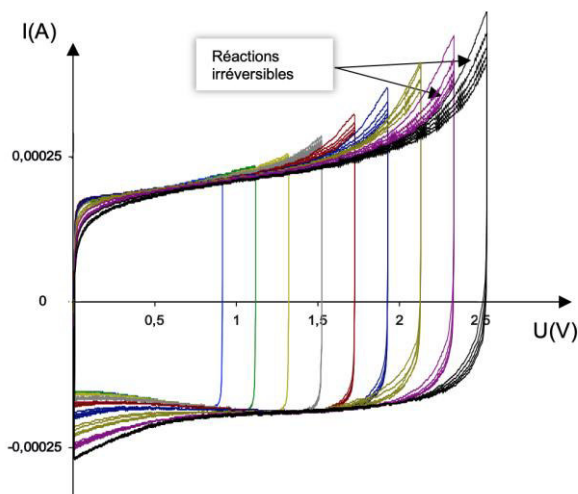 I(A)
Réactions
irréversibles
0,00025
0
0,5
1
1,5
2
2,5
U(V)
-0,00025